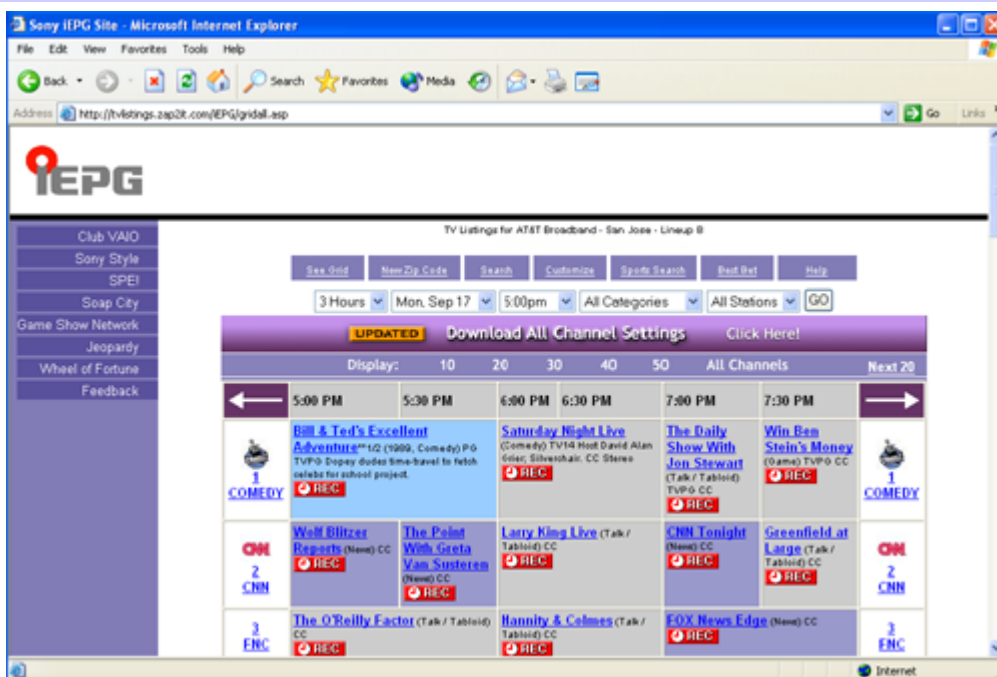 Sony iEPG Site - Microsoft Internet Explorer
File Edit View Favorites Tools Help
Back Search Favorites Media
Address http://tvlistings.zap2it.com/iEPG/gridall.asp Go Links
iEPG
TV Listings for AT&T Broadband - San Jose - Lineup B
Club VAIO
Sony Style
SPE!
Soap City
Game Show Network
Jeopardy
Wheel of Fortune
Feedback
See Grid New Zip Code Search Customize Sports Search Best Bet Help
3 Hours Mon, Sep 17 5:00pm All Categories All Stations GO
UPDATED Download All Channel Settings Click Here!
Display: 10 20 30 40 50 All Channels Next 20
5:00 PM 5:30 PM 6:00 PM 6:30 PM 7:00 PM 7:30 PM
1
COMEDY
Bill & Ted's Excellent
Adventure**1/2 (1989, Comedy) PG
TVPG Dopey dudes time-travel to fetch
celebs for school project.
REC
Saturday Night Live
(Comedy) TV14 Host David Alan
Grier; Silverchair. CC Stereo
REC
The Daily
Show With
Jon Stewart
(Talk / Tabloid)
TVPG CC
REC
Win Ben
Stein's Money
(Game) TVPG CC
REC
1
COMEDY
CNN
2
CNN
Wolf Blitzer
Reports (News) CC
REC
The Point
With Greta
Van Susteren
(News) CC
REC
Larry King Live (Talk /
Tabloid) CC
REC
CNN Tonight
(News) CC
REC
Greenfield at
Large (Talk /
Tabloid) CC
REC
CNN
2
CNN
3
FNC
The O'Reilly Factor (Talk / Tabloid)
CC
REC
Hannity & Colmes (Talk /
Tabloid) CC
REC
FOX News Edge (News) CC
REC
3
FNC
Internet